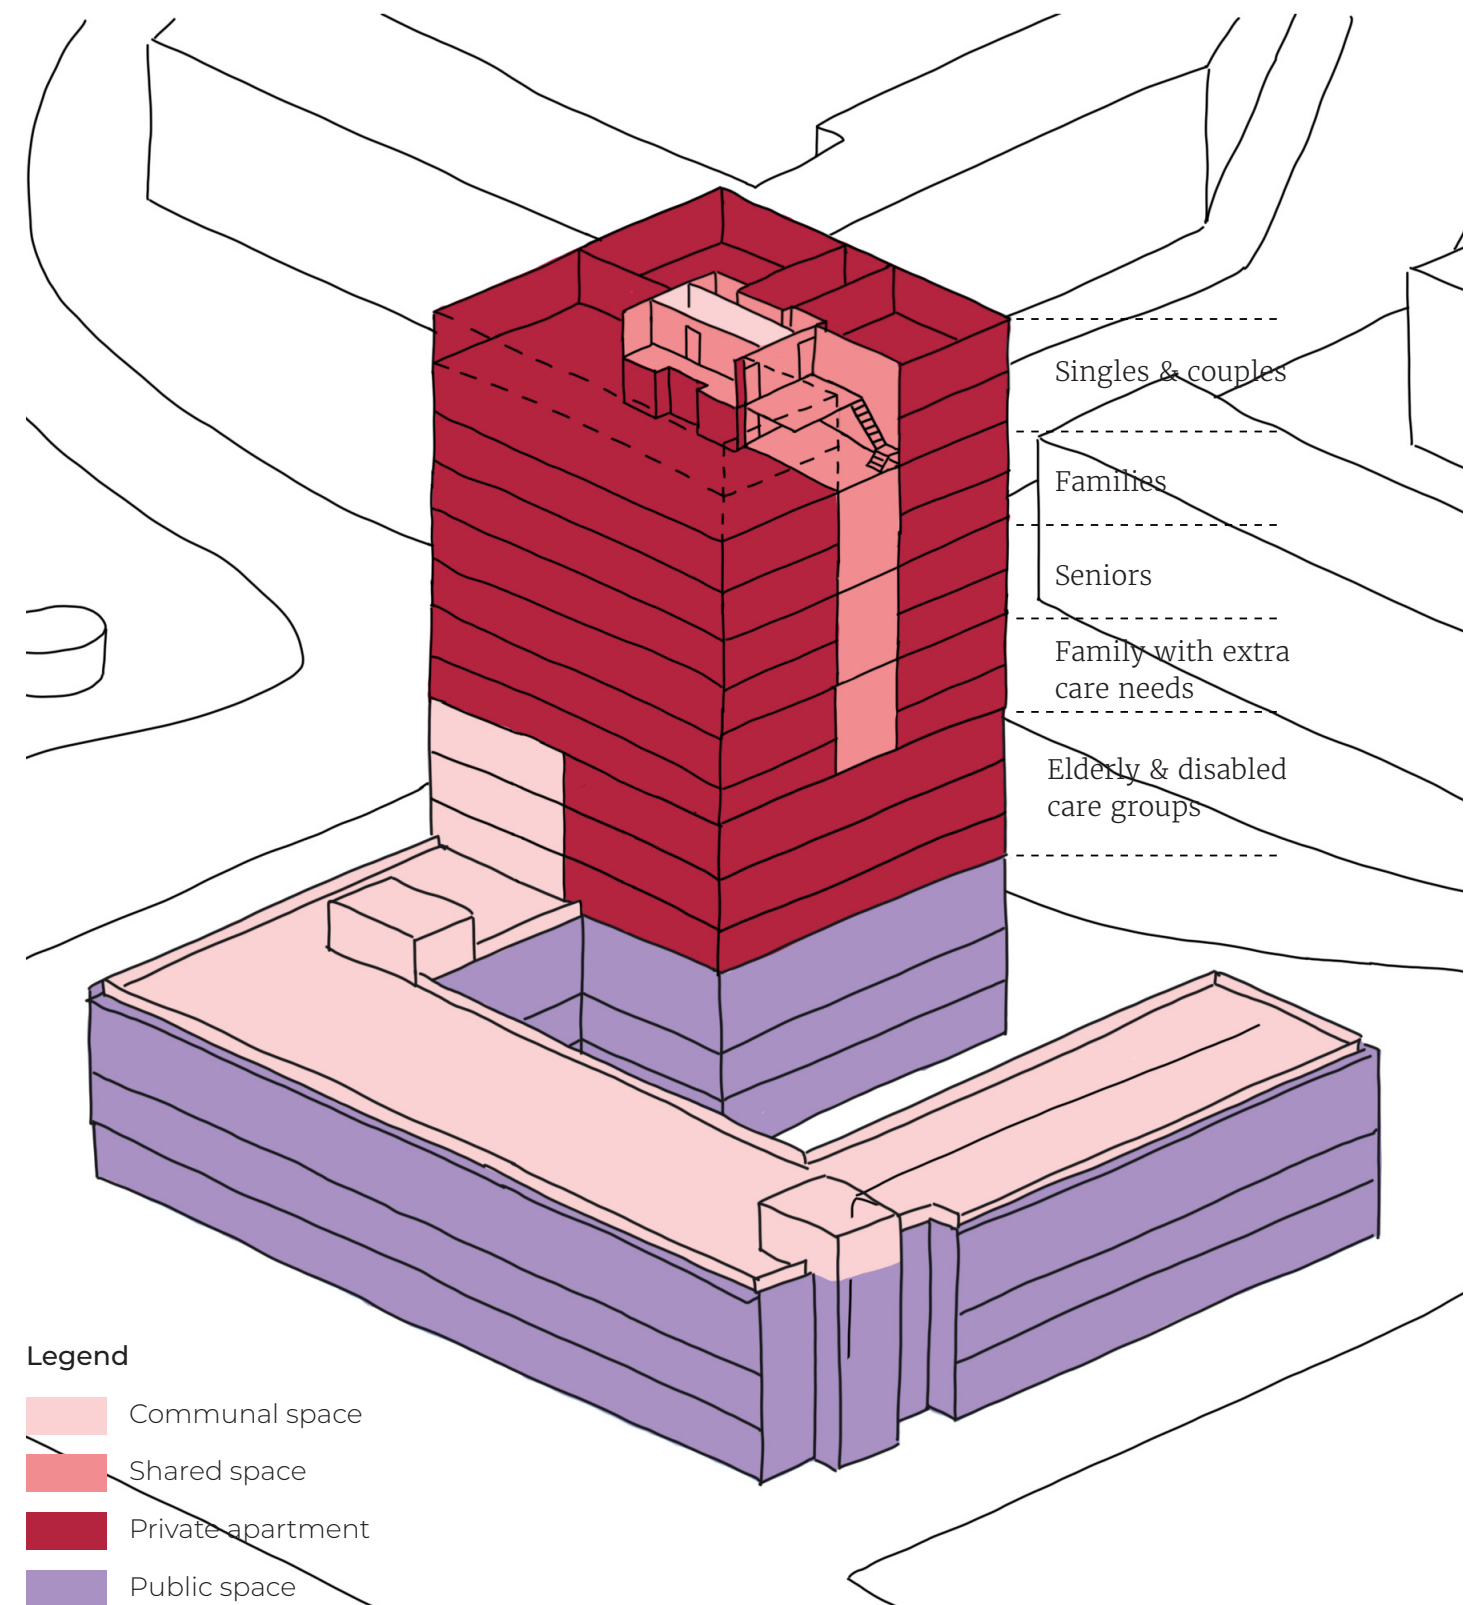 Singles & couples
Families
Seniors
Family with extra
care needs
Elderly & disabled
care groups
Legend
Communal space
Shared space
Private apartment
Public space